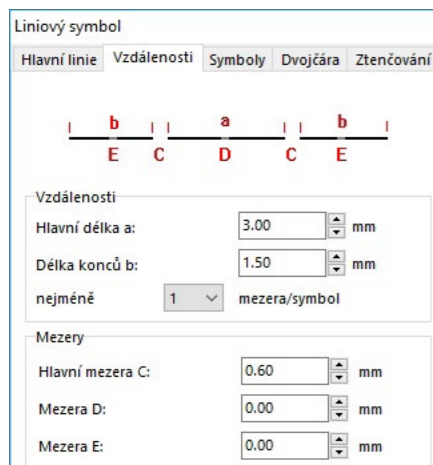 Liniový symbol
Hlavní linie Vzdálenosti Symboly Dvojčára Ztenčování
b a b
E C D C E
Vzdálenosti
Hlavní délka a: 3.00 mm
Délka konců b: 1.50 mm
nejméně 1 mezera/symbol
Mezery
Hlavní mezera C: 0.60 mm
Mezera D: 0.00 mm
Mezera E: 0.00 mm